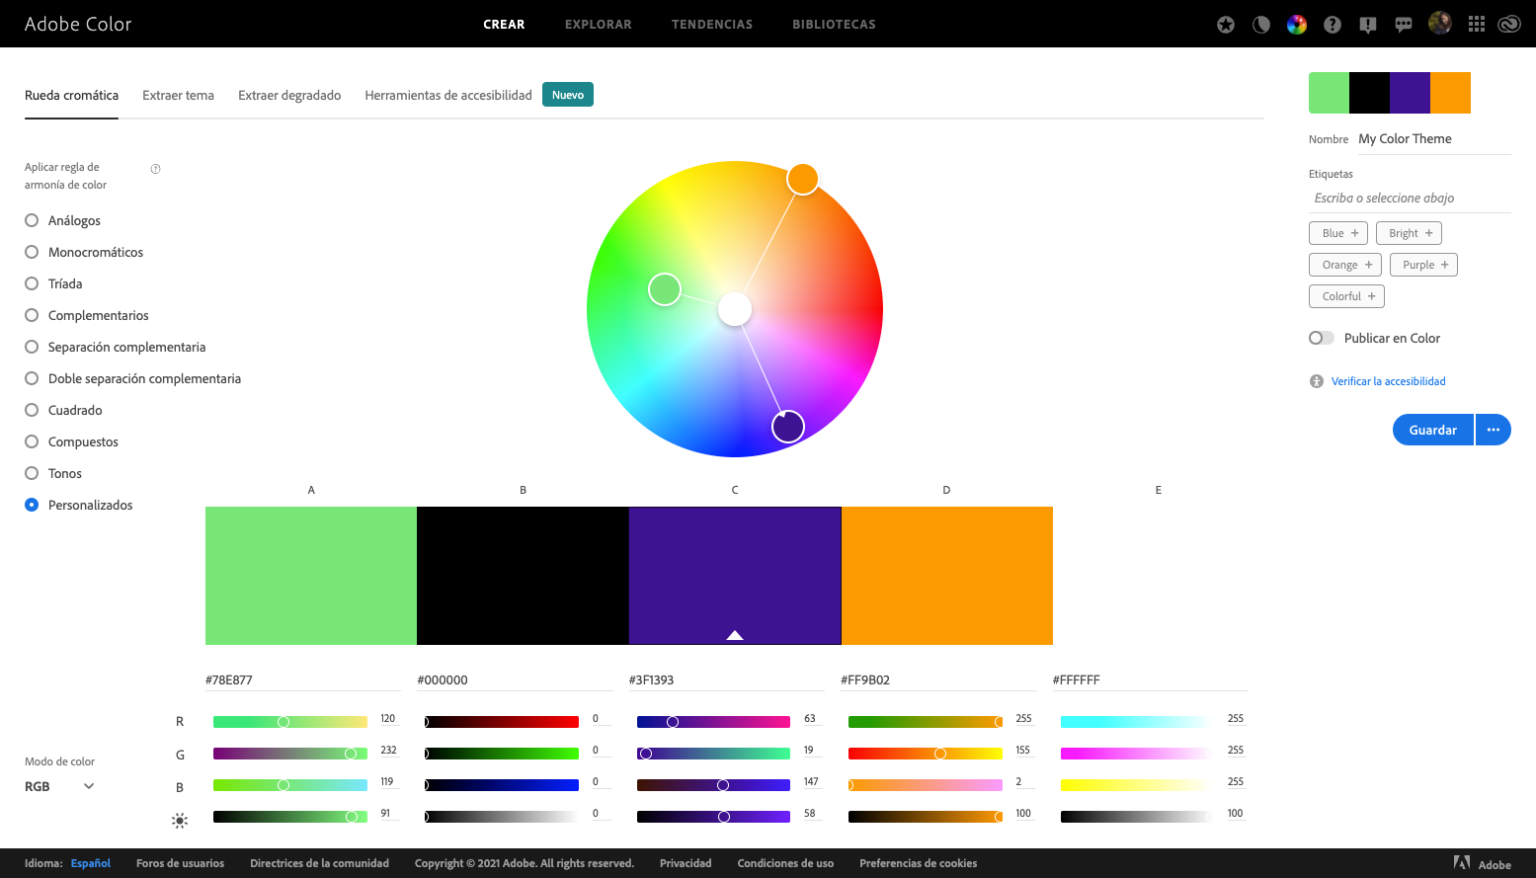 Adobe Color
CREAR EXPLORAR TENDENCIAS BIBLIOTECAS
Rueda cromática Extraer tema Extraer degradado Herramientas de accesibilidad Nuevo
Nombre My Color Theme
Etiquetas
Escriba o seleccione abajo
Blue + Bright +
Orange + Purple +
Colorful +
Publicar en Color
Verificar la accesibilidad
Guardar ...
Aplicar regla de
armonía de color
Análogos
Monocromáticos
Tríada
Complementarios
Separación complementaria
Doble separación complementaria
Cuadrado
Compuestos
Tonos
Personalizados
A B C D E
#78E877 #000000 #3F1393 #FF9B02 #FFFFFF
R 120 0 63 255 255
G 232 0 19 155 255
B 119 0 147 2 255
91 0 58 100 100
Modo de color
RGB
Idioma: Español Foros de usuarios Directrices de la comunidad Copyright © 2021 Adobe. All rights reserved. Privacidad Condiciones de uso Preferencias de cookies Adobe